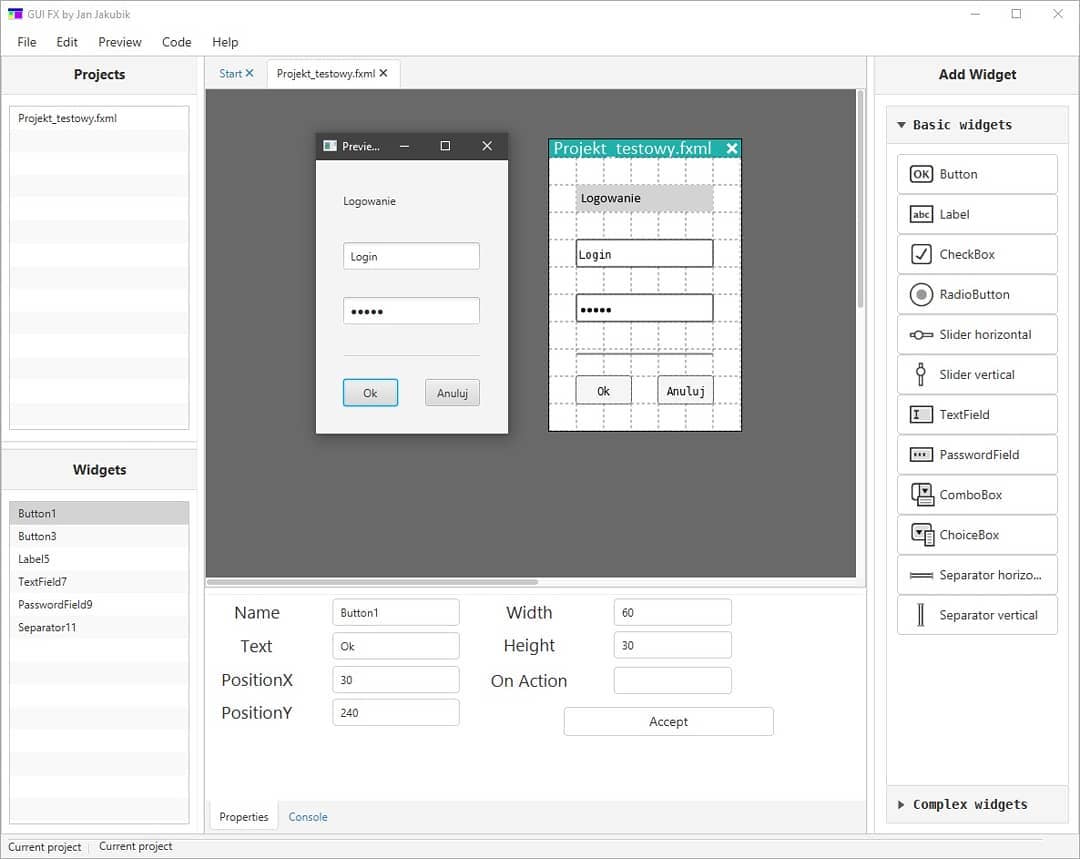 GUI FX by Jan Jakubik
File Edit Preview Code Help
Projects
Projekt_testowy.fxml
Widgets
Button1
Button3
Label5
TextField7
PasswordField9
Separator11
Start
Projekt_testowy.fxml
Previe...
Logowanie
Login
Ok
Anuluj
Projekt_testowy.fxml
Logowanie
Login
Ok
Anuluj
Name Button1
Text Ok
PositionX 30
PositionY 240
Width 60
Height 30
On Action
Accept
Properties
Console
Add Widget
Basic widgets
OK Button
abc Label
CheckBox
RadioButton
Slider horizontal
Slider vertical
TextField
PasswordField
ComboBox
ChoiceBox
Separator horizo...
Separator vertical
Complex widgets
Current project
Current project